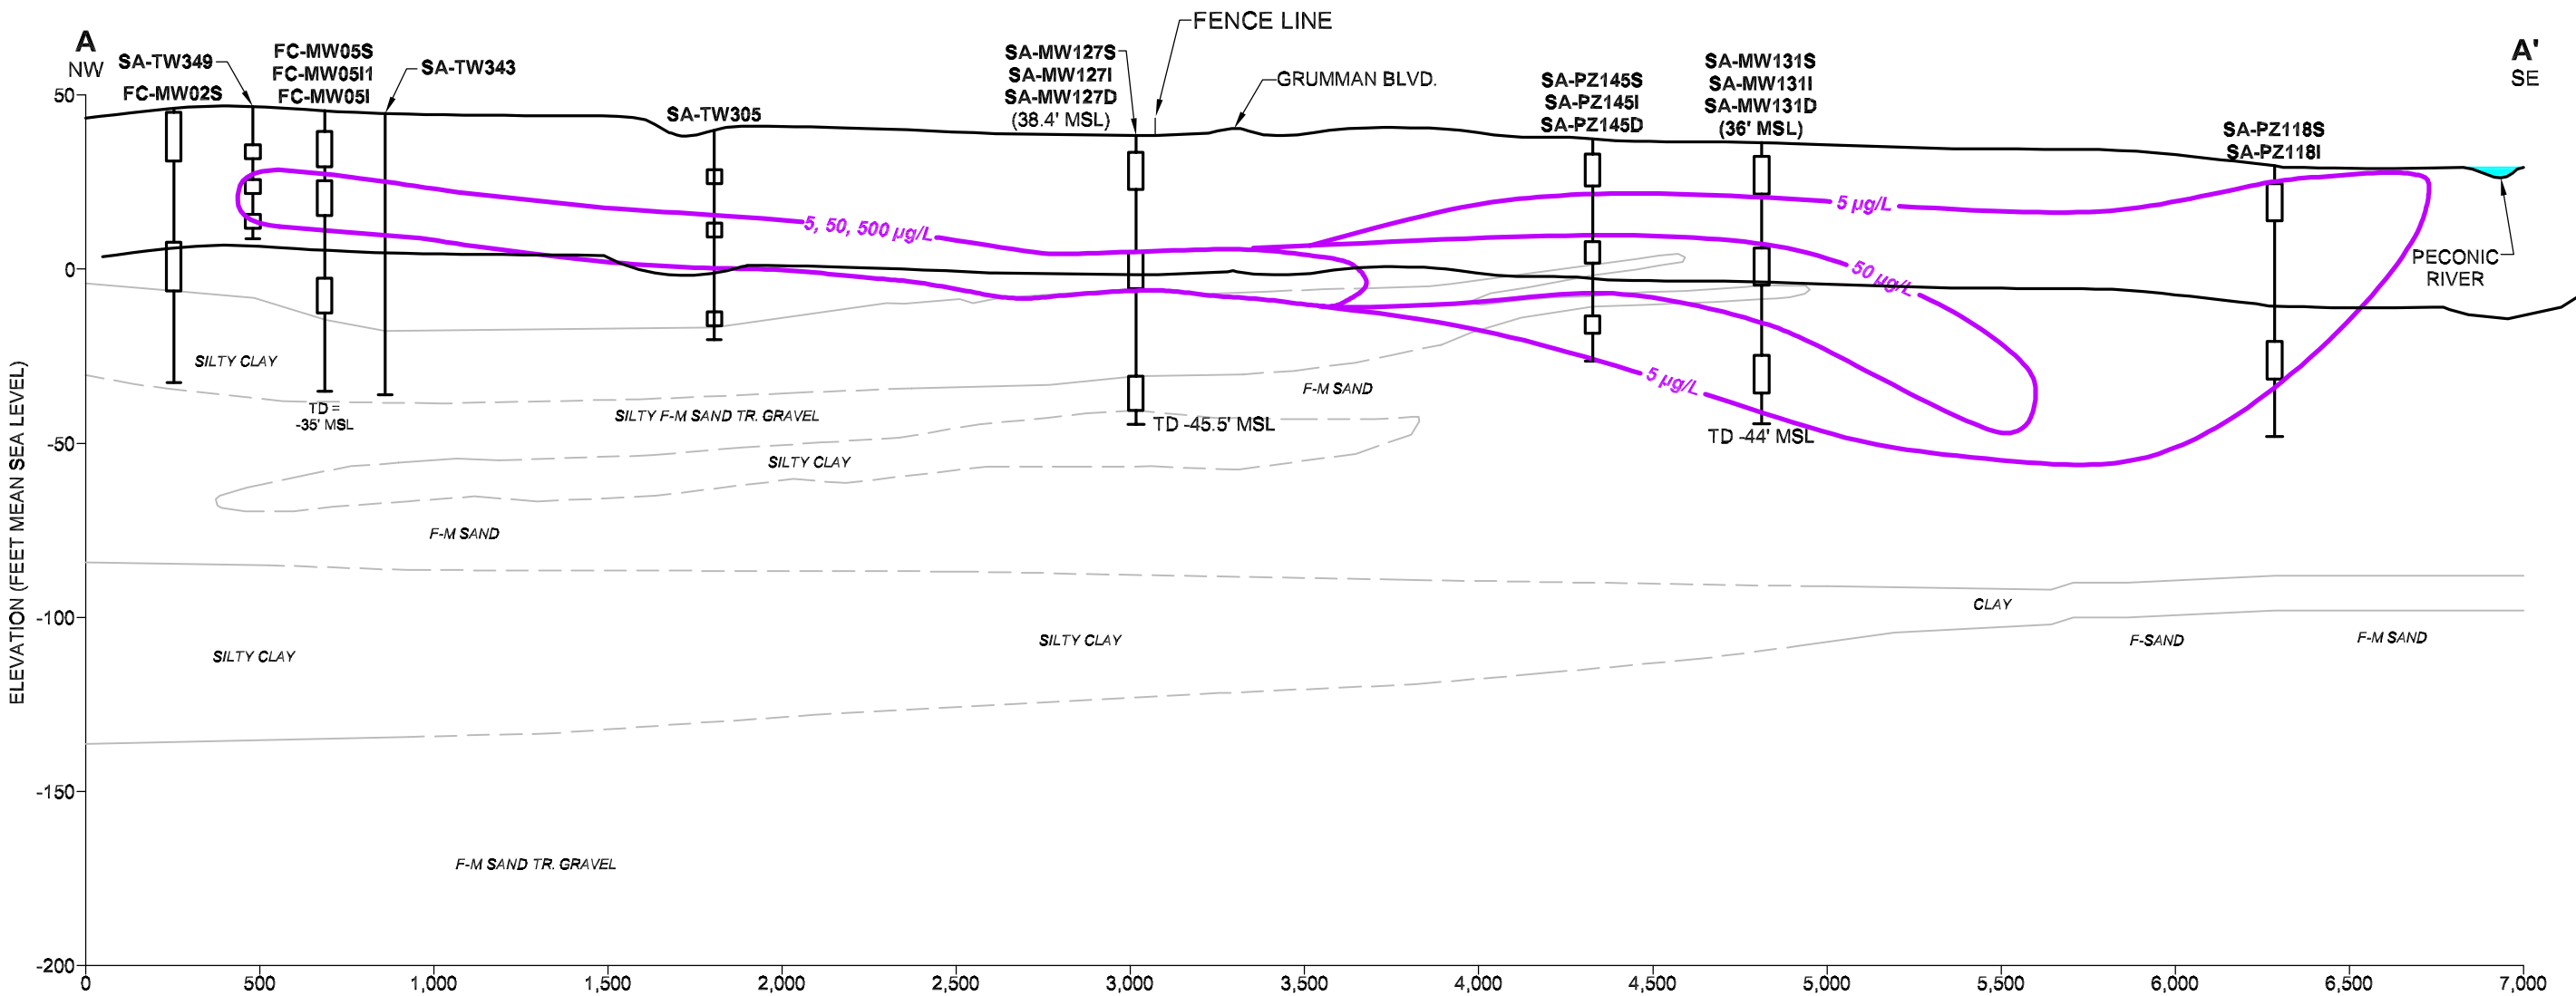 A
NW
SA-TW349
FC-MW02S
FC-MW05S
FC-MW05I1
FC-MW05I
SA-TW343
SA-TW305
SA-MW127S
SA-MW127I
SA-MW127D
(38.4' MSL)
FENCE LINE
GRUMMAN BLVD.
SA-PZ145S
SA-PZ145I
SA-PZ145D
SA-MW131S
SA-MW131I
SA-MW131D
(36' MSL)
SA-PZ118S
SA-PZ118I
A'
SE
PECONIC
RIVER
5, 50, 500 µg/L
5 µg/L
50 µg/L
5 µg/L
SILTY CLAY
TD =
-35' MSL
SILTY F-M SAND TR. GRAVEL
F-M SAND
TD -45.5' MSL
TD -44' MSL
SILTY CLAY
F-M SAND
CLAY
SILTY CLAY
SILTY CLAY
F-SAND
F-M SAND
F-M SAND TR. GRAVEL
ELEVATION (FEET MEAN SEA LEVEL)
50
0
-50
-100
-150
-200
0
500
1,000
1,500
2,000
2,500
3,000
3,500
4,000
4,500
5,000
5,500
6,000
6,500
7,000